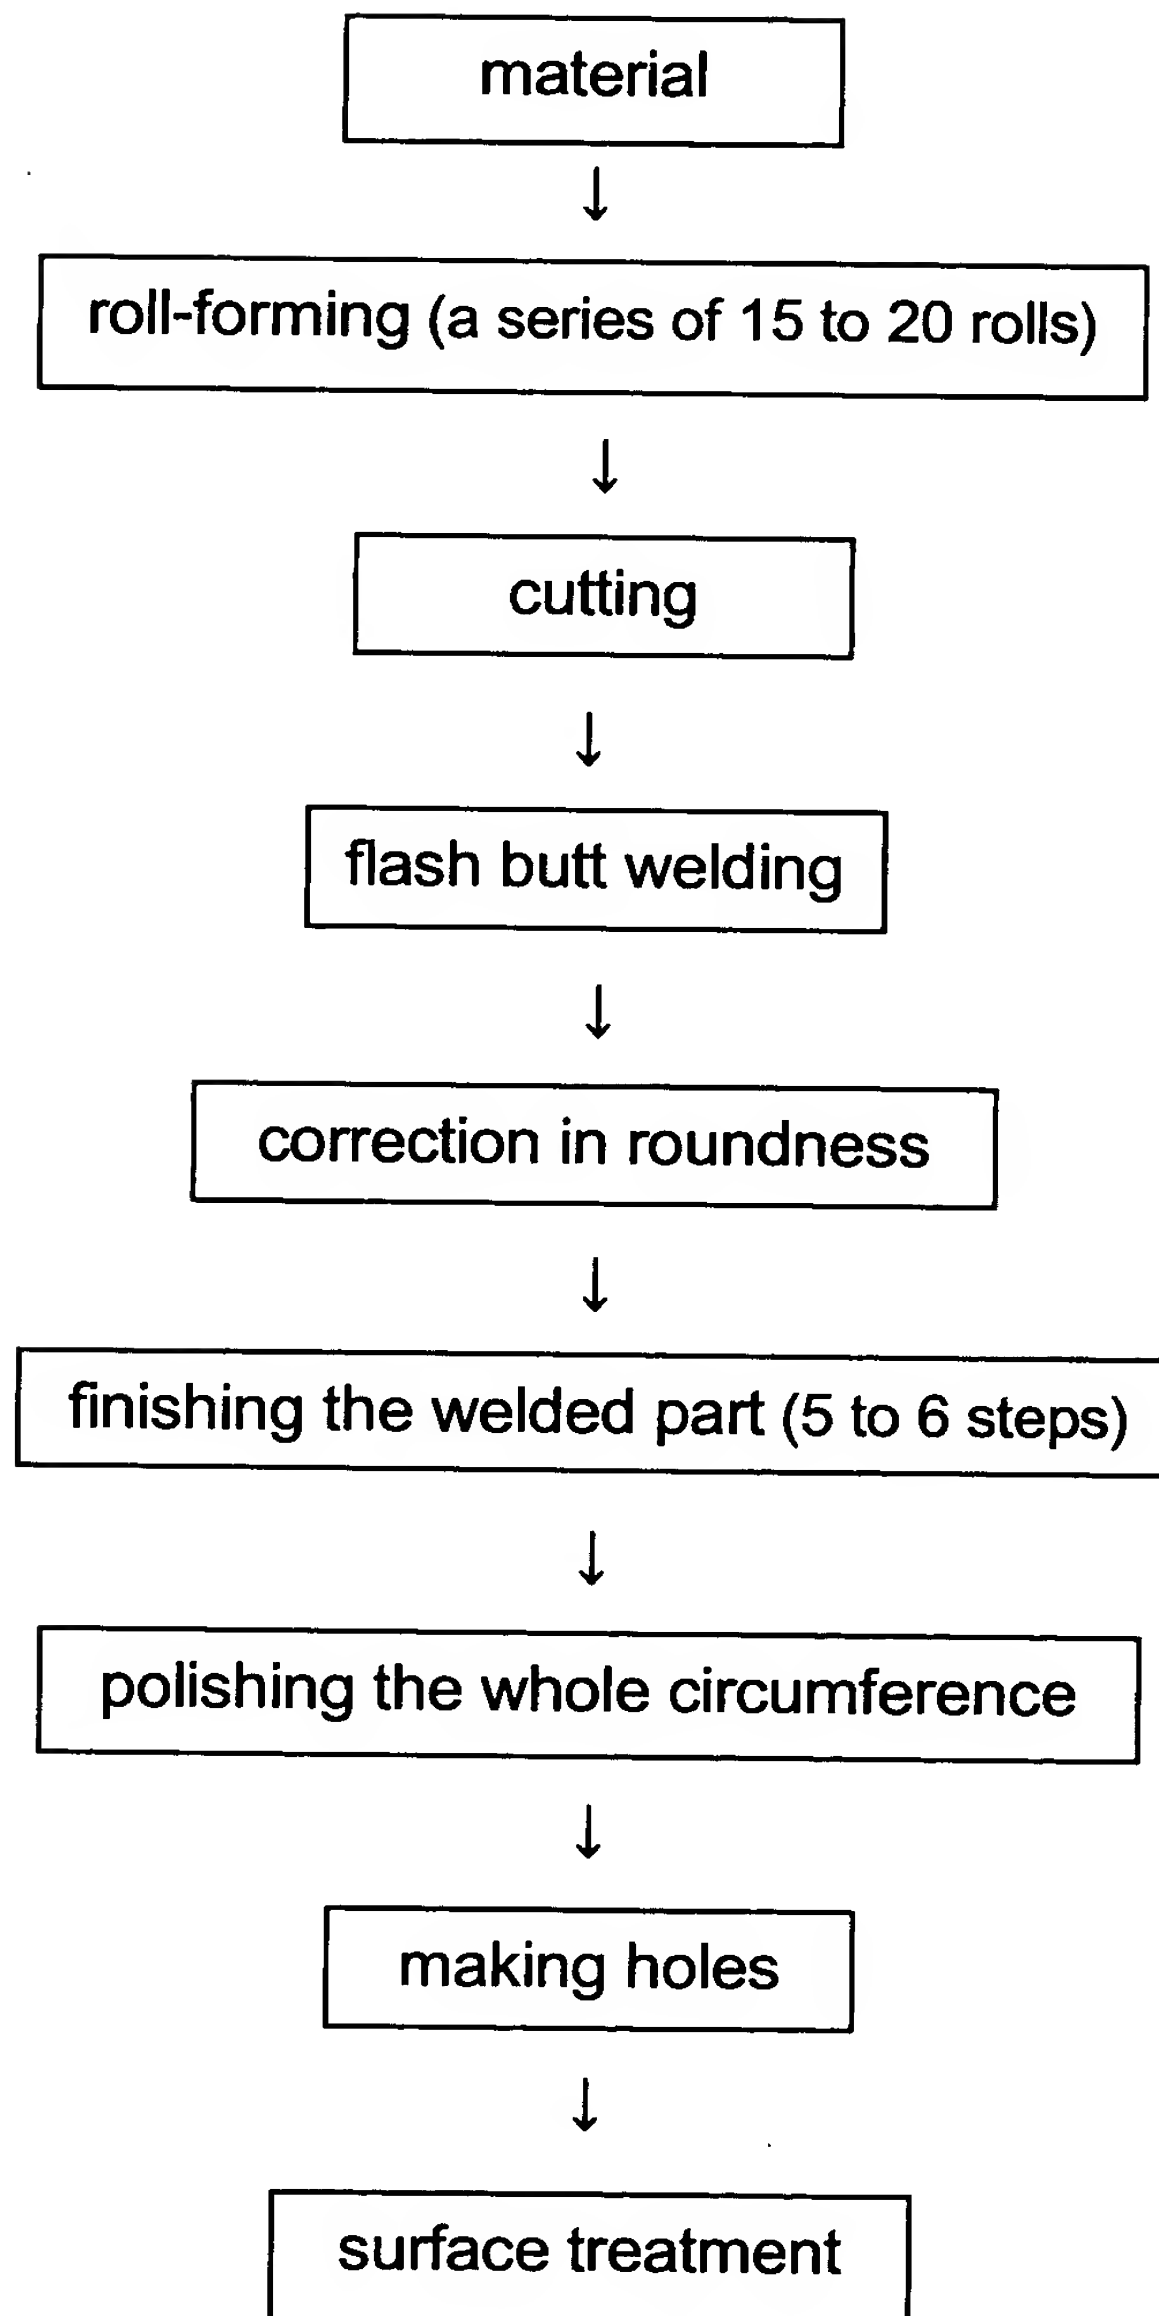 material
↓
roll-forming (a series of 15 to 20 rolls)
↓
cutting
↓
flash butt welding
↓
correction in roundness
↓
finishing the welded part (5 to 6 steps)
↓
polishing the whole circumference
↓
making holes
↓
surface treatment